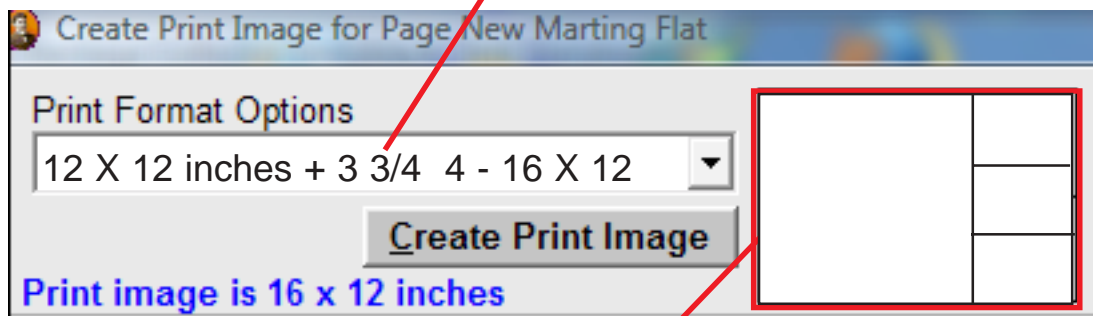 Create Print Image for Page New Marting Flat
Print Format Options
12 X 12 inches + 3 3/4 4 - 16 X 12
Create Print Image
Print image is 16 x 12 inches